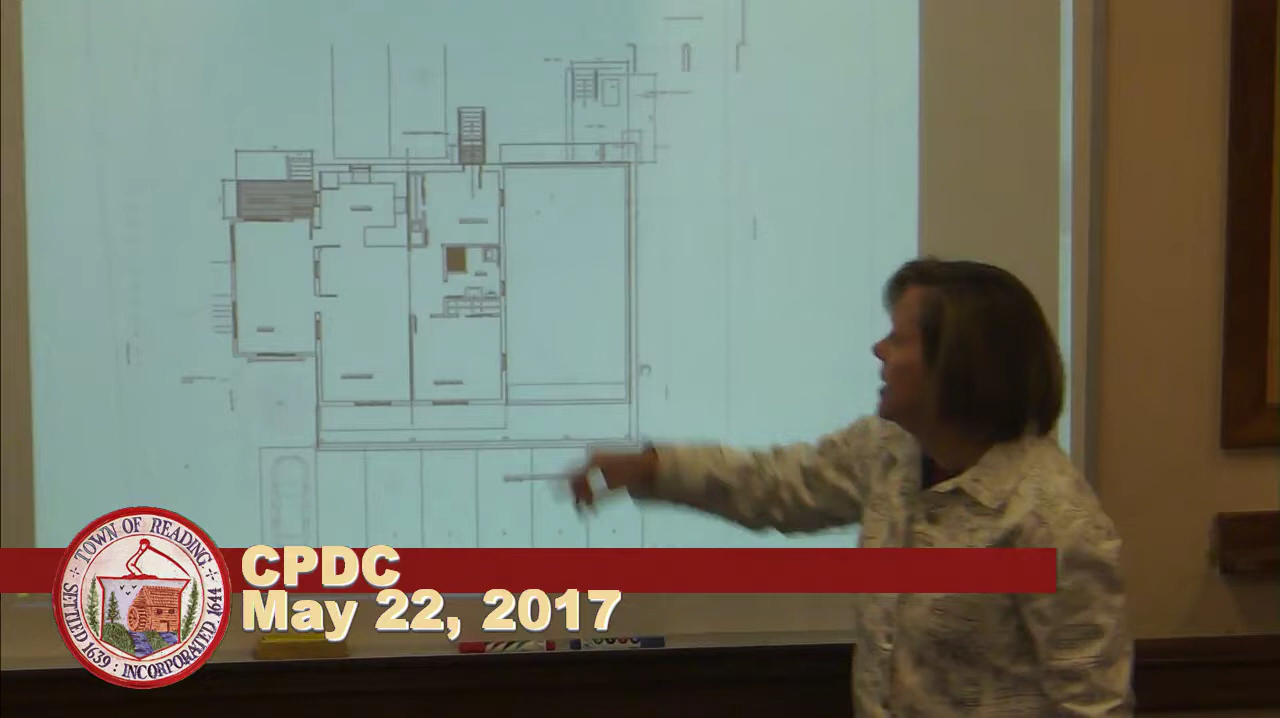 TOWN OF READING
SETTLED 1639 : INCORPORATED 1644
CPDC
May 22, 2017